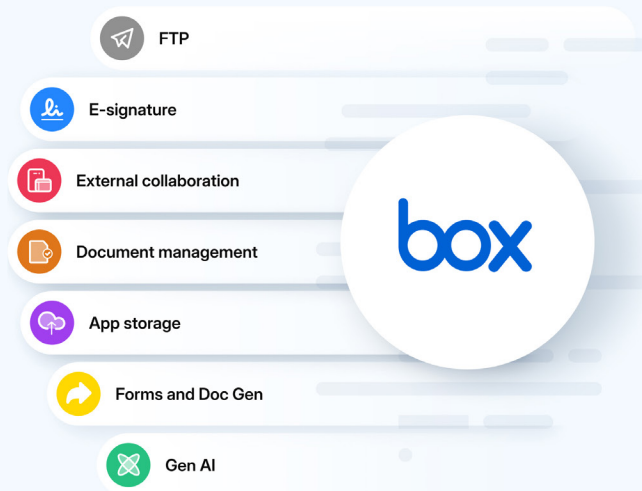 FTP
E-signature
External collaboration
Document management
box
App storage
Forms and Doc Gen
Gen AI